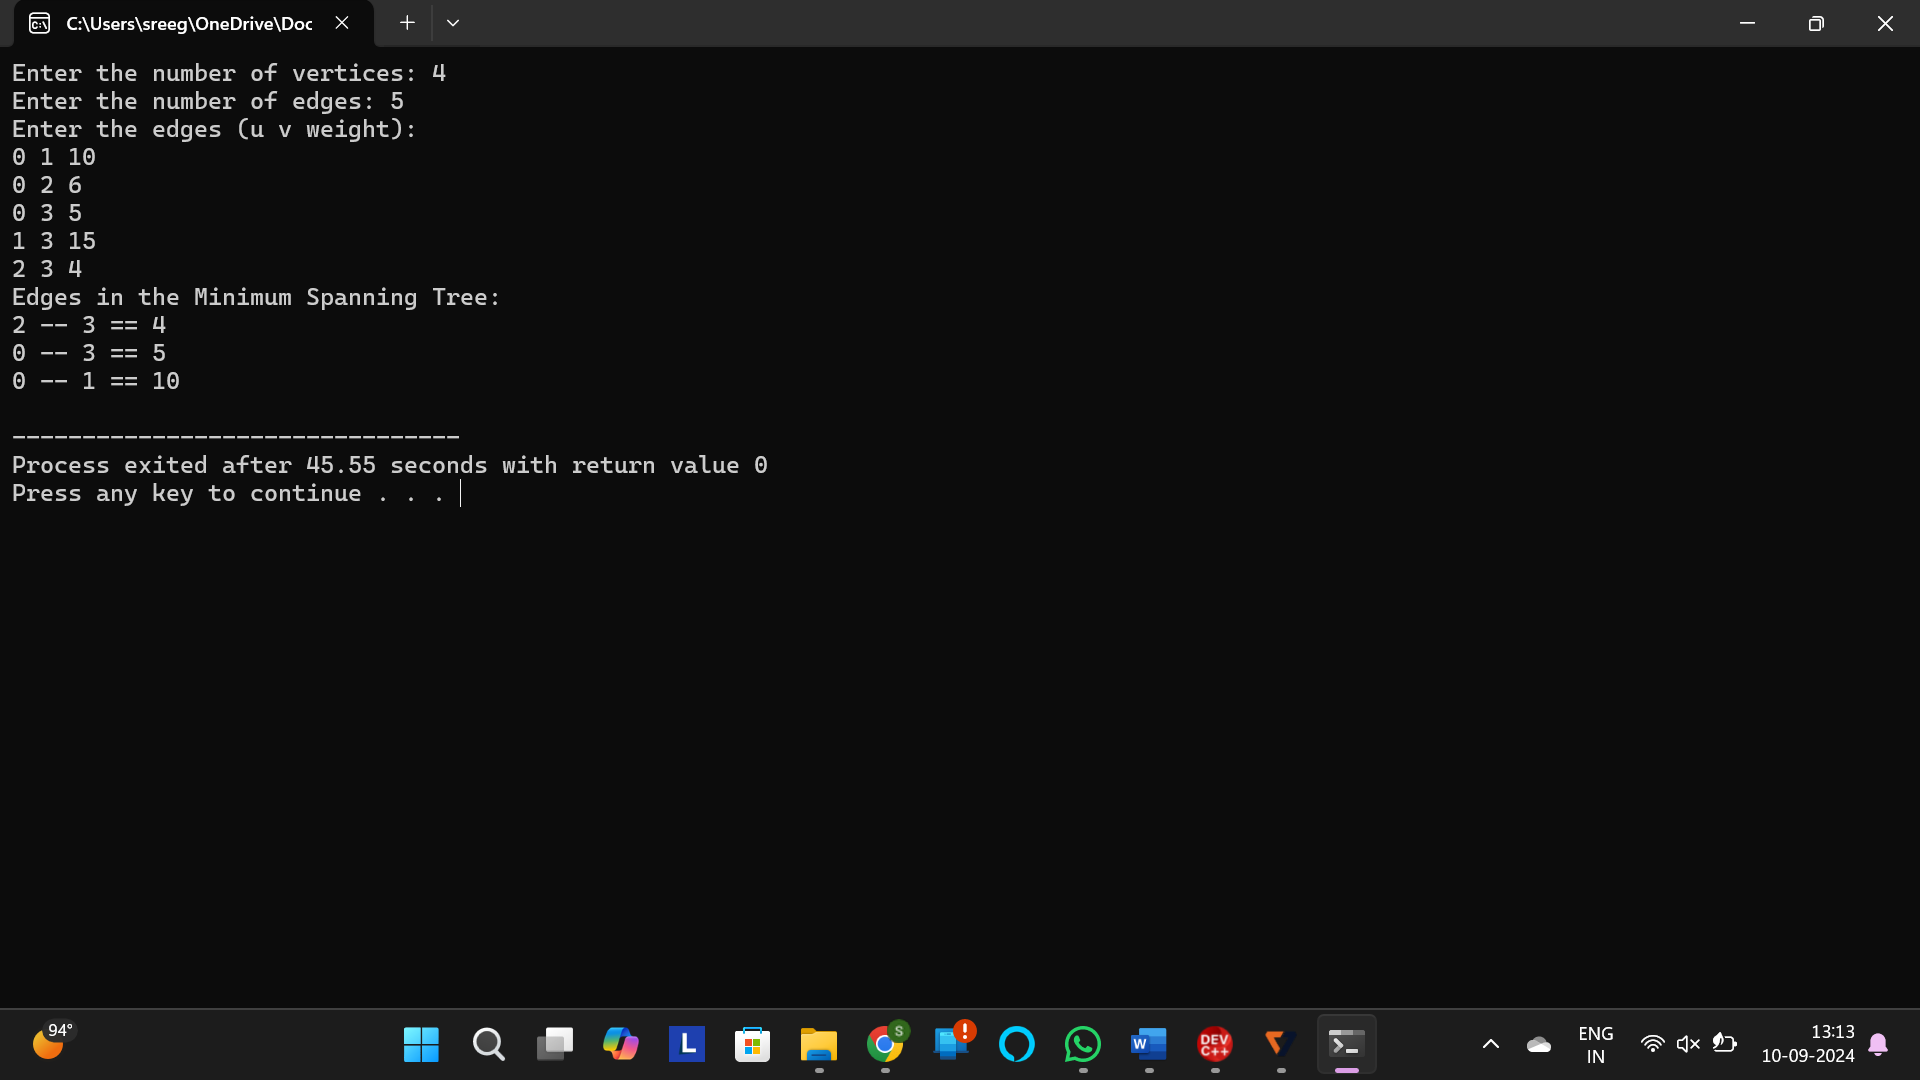 C:\Users\sreeg\OneDrive\Doc
Enter the number of vertices: 4
Enter the number of edges: 5
Enter the edges (u v weight):
0 1 10
0 2 6
0 3 5
1 3 15
2 3 4
Edges in the Minimum Spanning Tree:
2 -- 3 == 4
0 -- 3 == 5
0 -- 1 == 10
--------------------------------
Process exited after 45.55 seconds with return value 0
Press any key to continue . . .
94°
L
S
W
DEV
C++
ENG
IN
13:13
10-09-2024